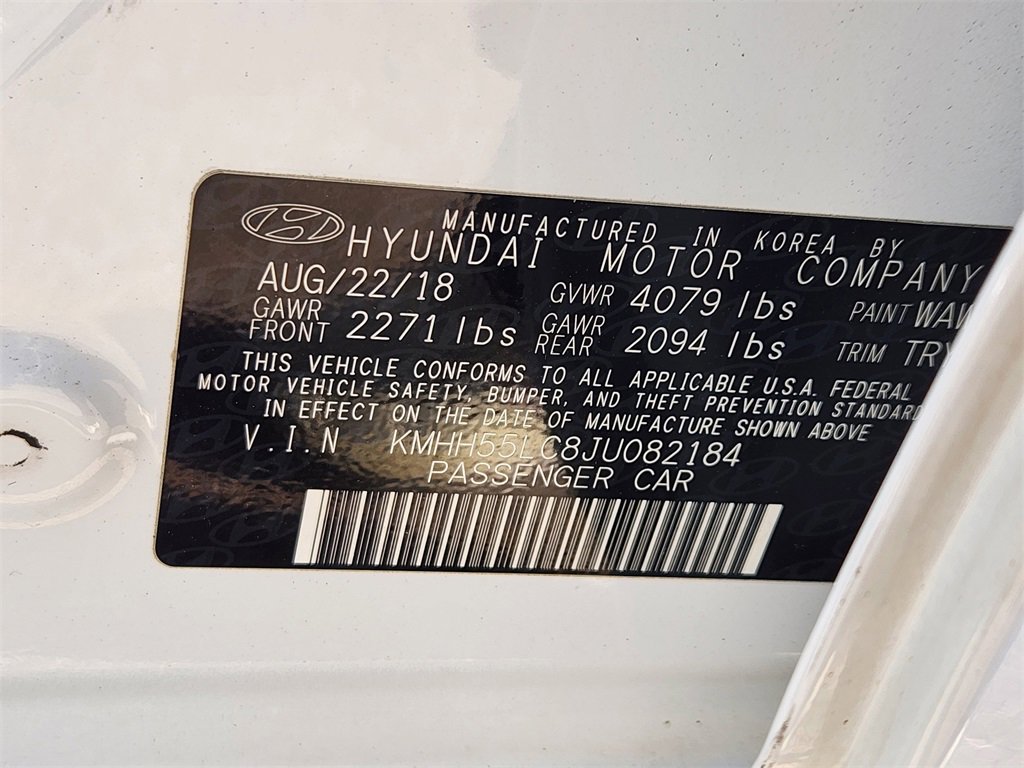 MANUFACTURED IN KOREA BY
HYUNDAI MOTOR COMPANY
AUG/22/18 GVWR 4079 lbs PAINT
GAWR FRONT 2271 lbs GAWR REAR 2094 lbs TRIM
THIS VEHICLE CONFORMS TO ALL APPLICABLE U.S.A. FEDERAL
MOTOR VEHICLE SAFETY, BUMPER, AND THEFT PREVENTION STANDARD
IN EFFECT ON THE DATE OF MANUFACTURE SHOWN ABOVE
V.I.N KMHH55LC8JU082184
PASSENGER CAR